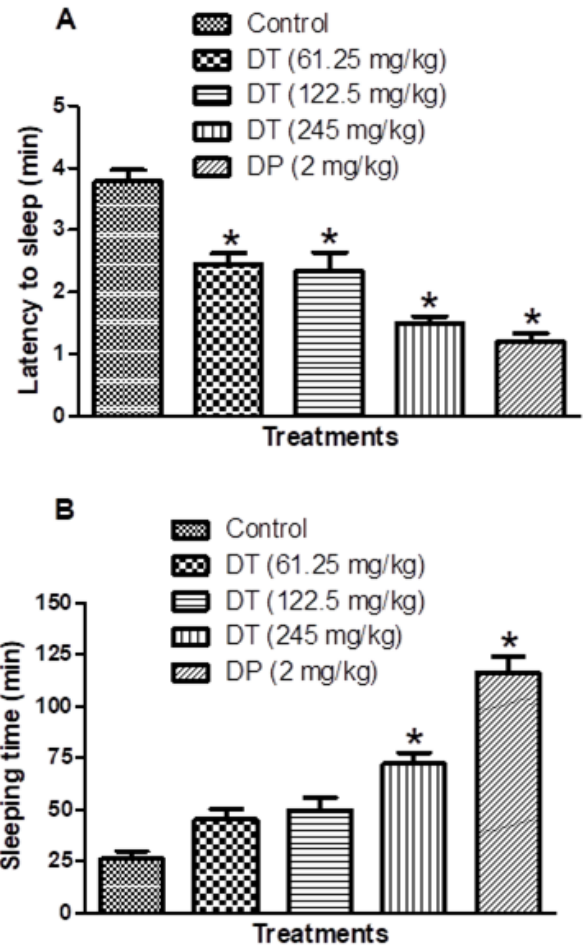 A
Control
DT (61.25 mg/kg)
DT (122.5 mg/kg)
DT (245 mg/kg)
DP (2 mg/kg)
Latency to sleep (min)
5
4
3
2
1
0
*
*
*
*
Treatments
B
Control
DT (61.25 mg/kg)
DT (122.5 mg/kg)
DT (245 mg/kg)
DP (2 mg/kg)
Sleeping time (min)
150
125
100
75
50
25
0
*
*
Treatments